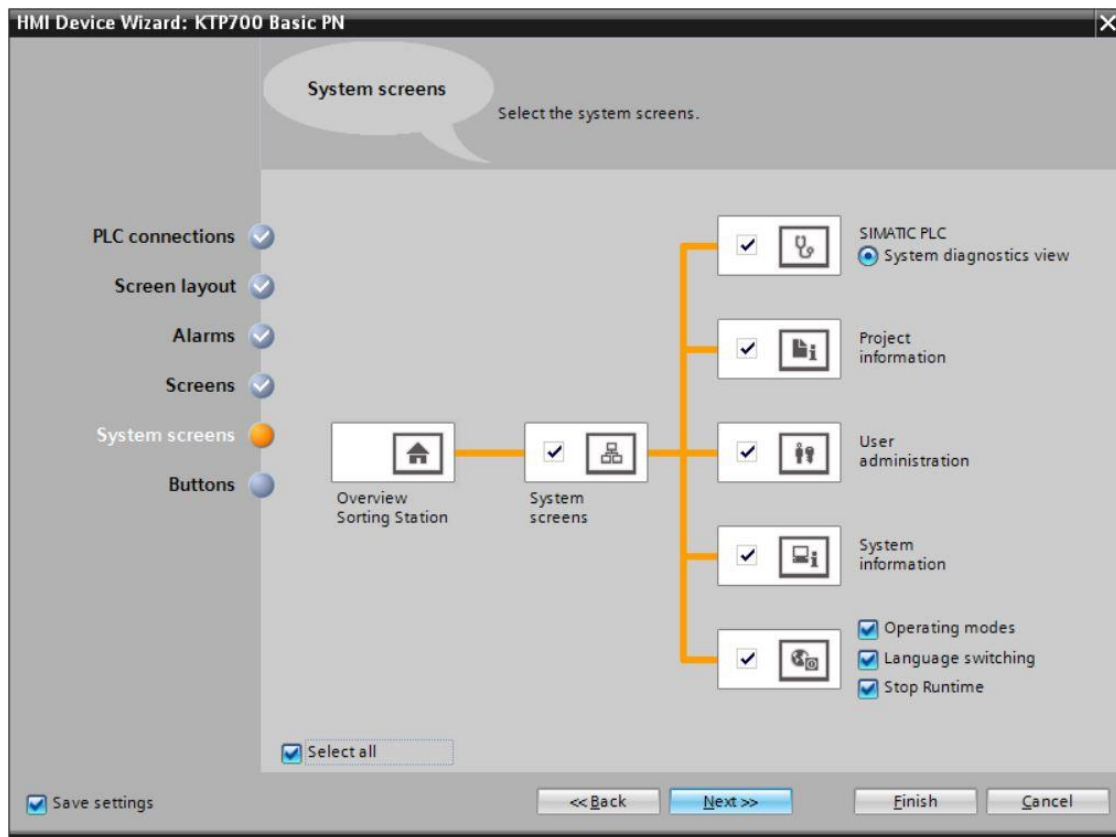 HMI Device Wizard: KTP700 Basic PN
System screens
Select the system screens.
PLC connections
Screen layout
Alarms
Screens
System screens
Buttons
Overview
Sorting Station
System
screens
SIMATIC PLC
System diagnostics view
Project
information
User
administration
System
information
Operating modes
Language switching
Stop Runtime
Select all
Save settings
<< Back
Next >>
Finish
Cancel